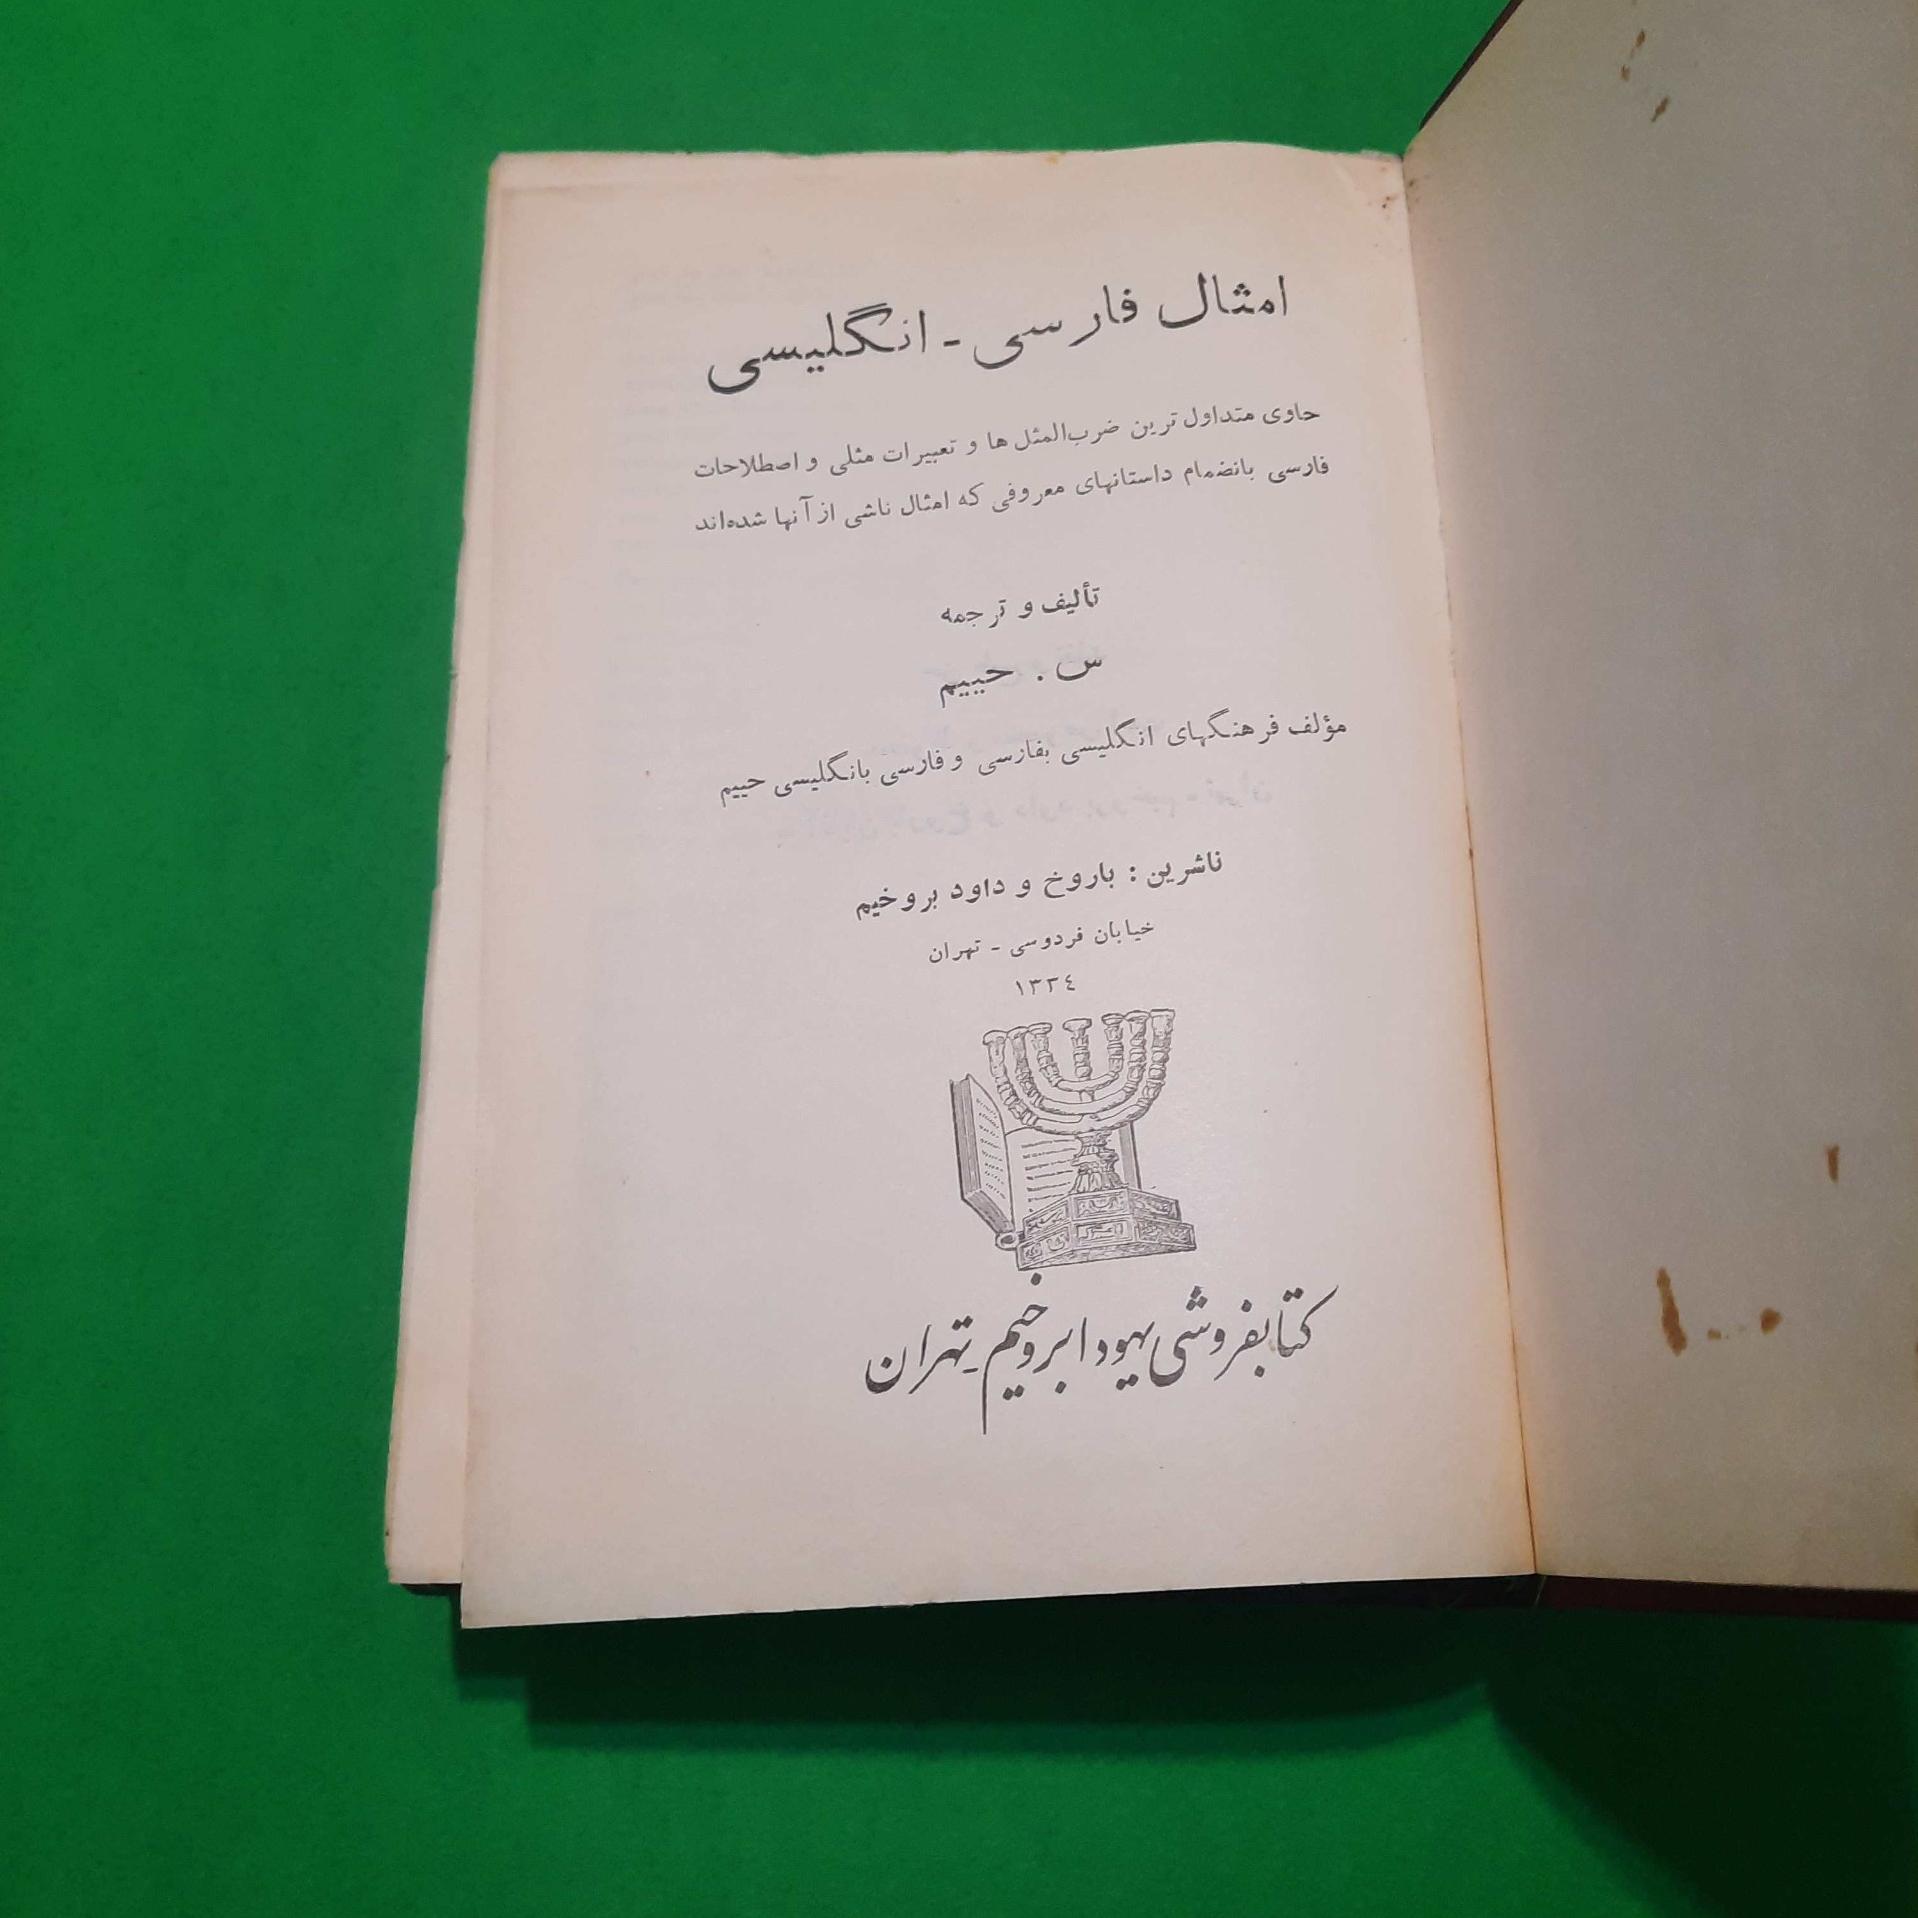 امثال فارسی - انگلیسی
حاوی متداول ترین ضرب‌المثل ها و تعبیرات مثلی و اصطلاحات
فارسی بانضمام داستانهای معروفی که امثال ناشی از آنها شده‌اند
تألیف و ترجمه
س . حییم
مؤلف فرهنگهای انگلیسی بفارسی و فارسی بانگلیسی حییم
ناشرین : باروخ و داود بروخیم
خیابان فردوسی - تهران
١٣٣٤
کتابفروشی یهودا بروخیم - تهران